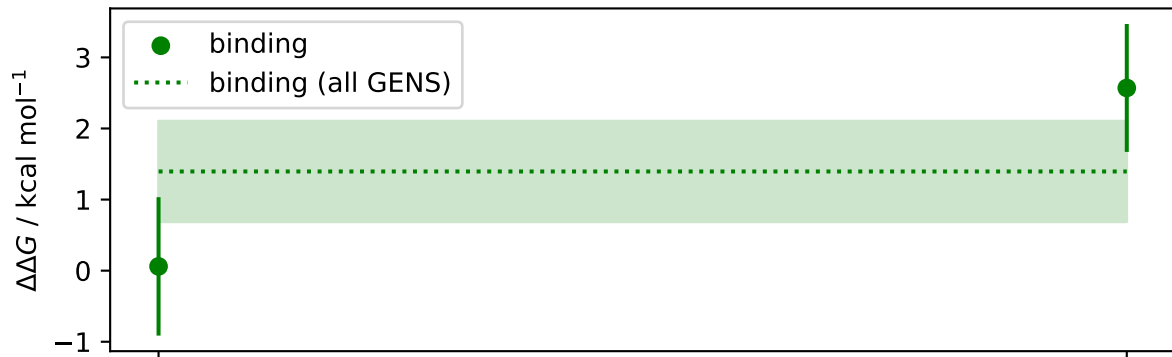 binding
binding (all GENS)
3
2
1
0
−1
ΔΔG / kcal mol⁻¹